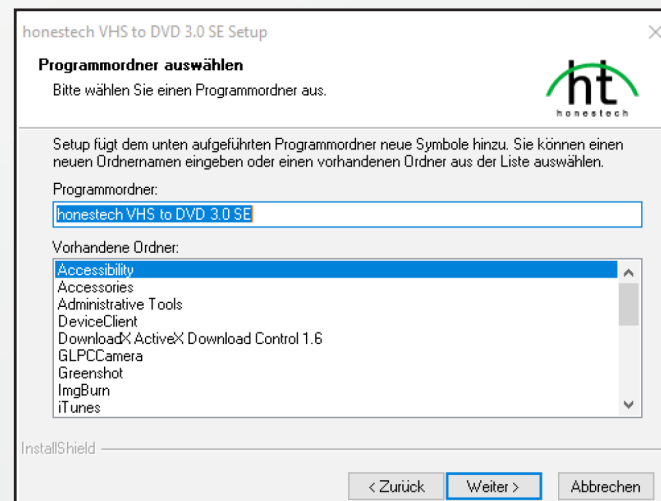 honestech VHS to DVD 3.0 SE Setup
Programmordner auswählen
Bitte wählen Sie einen Programmordner aus.
ht
honestech
Setup fügt dem unten aufgeführten Programmordner neue Symbole hinzu. Sie können einen
neuen Ordnernamen eingeben oder einen vorhandenen Ordner aus der Liste auswählen.
Programmordner:
honestech VHS to DVD 3.0 SE
Vorhandene Ordner:
Accessibility
Accessories
Administrative Tools
DeviceClient
DownloadX ActiveX Download Control 1.6
GLPCCamera
Greenshot
ImgBurn
iTunes
InstallShield
< Zurück
Weiter >
Abbrechen